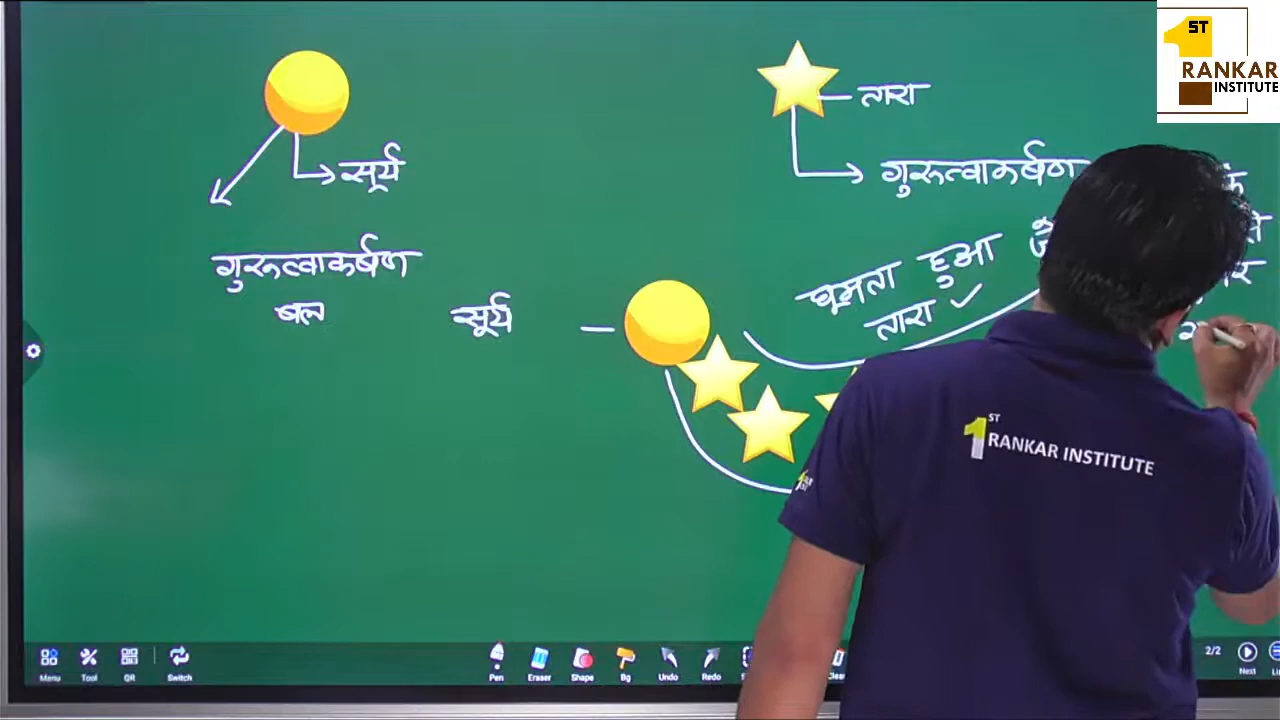 1ST
RANKAR
INSTITUTE
तारा
सूर्य
गुरुत्वाकर्षण
गुरुत्वाकर्षण
बल
घूमता हुआ
तारा ✓
सूर्य
1ST
RANKAR INSTITUTE
Menu Tool QR Switch Pen Eraser Shape Bg Undo Redo 2/2 Next